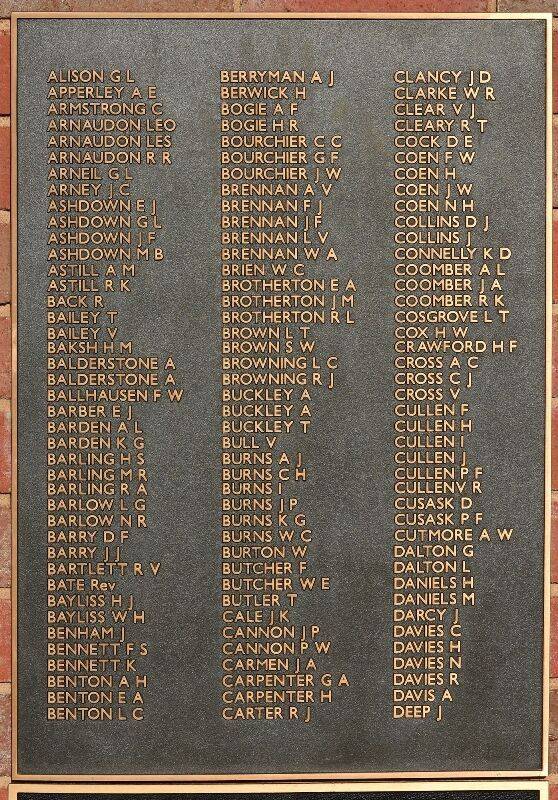 ALISON G L
APPERLEY A E
ARMSTRONG C
ARNAUDON LEO
ARNAUDON LES
ARNAUDON R R
ARNEIL G L
ARNEY J C
ASHDOWN E J
ASHDOWN G L
ASHDOWN J F
ASHDOWN M B
ASTILL A M
ASTILL R K
BACK R
BAILEY T
BAILEY V
BAKSH H M
BALDERSTONE A
BALDERSTONE A
BALLHAUSEN F W
BARBER E J
BARDEN A L
BARDEN K G
BARLING H S
BARLING M R
BARLING R A
BARLOW L G
BARLOW N R
BARRY D F
BARRY J J
BARTLETT R V
BATE Rev
BAYLISS H J
BAYLISS W H
BENHAM J
BENNETT F S
BENNETT K
BENTON A H
BENTON E A
BENTON L C
BERRYMAN A J
BERWICK H
BOGIE A F
BOGIE H R
BOURCHIER C C
BOURCHIER G F
BOURCHIER J W
BRENNAN A V
BRENNAN F J
BRENNAN J F
BRENNAN L V
BRENNAN W A
BRIEN W C
BROTHERTON E A
BROTHERTON J M
BROTHERTON R L
BROWN L T
BROWN S W
BROWNING L C
BROWNING R J
BUCKLEY A
BUCKLEY A
BUCKLEY T
BULL V
BURNS A J
BURNS C H
BURNS I
BURNS J P
BURNS K G
BURNS W C
BURTON W
BUTCHER F
BUTCHER W E
BUTLER T
CALE J K
CANNON J P
CANNON P W
CARMEN J A
CARPENTER G A
CARPENTER H
CARTER R J
CLANCY J D
CLARKE W R
CLEAR V J
CLEARY R T
COCK D E
COEN F W
COEN H
COEN J W
COEN N H
COLLINS D J
COLLINS J
CONNELLY K D
COOMBER A L
COOMBER J A
COOMBER R K
COSGROVE L T
COX H W
CRAWFORD H F
CROSS A C
CROSS C J
CROSS V
CULLEN F
CULLEN H
CULLEN I
CULLEN J
CULLEN P F
CULLENV R
CUSASK D
CUSASK P F
CUTMORE A W
DALTON G
DALTON L
DANIELS H
DANIELS M
DARCY J
DAVIES C
DAVIES H
DAVIES N
DAVIES R
DAVIS A
DEEP J